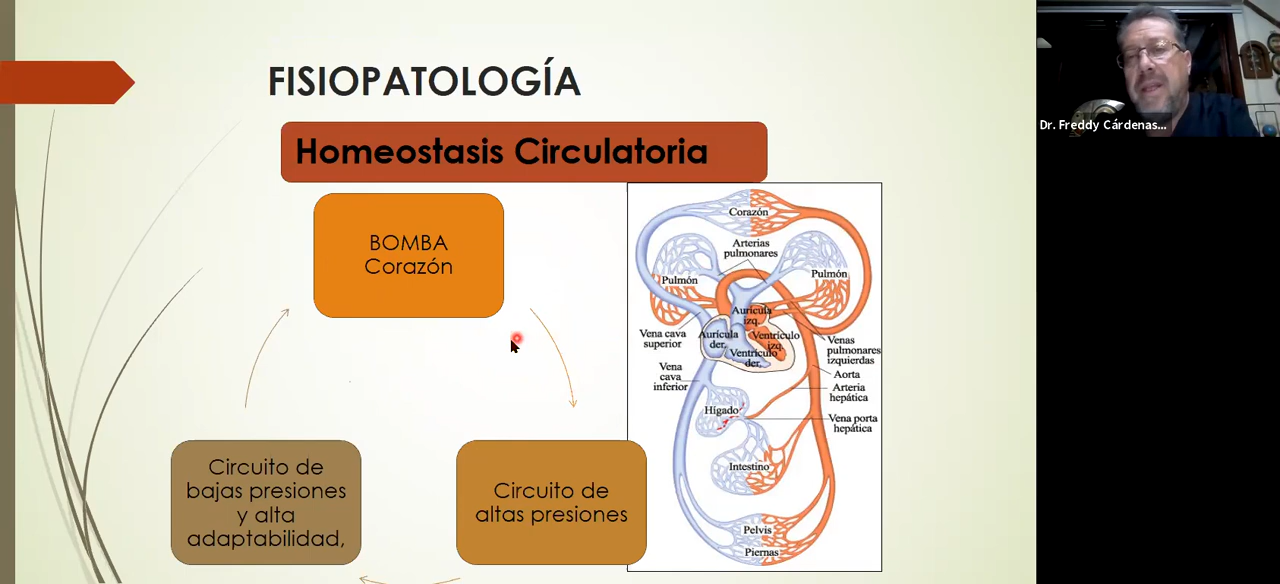 FISIOPATOLOGÍA
Homeostasis Circulatoria
BOMBA
Corazón
Circuito de
altas presiones
Circuito de
bajas presiones
y alta
adaptabilidad,
Corazón
Arterias
pulmonares
Pulmón
Pulmón
Aurícula
izq.
Aurícula
der.
Ventrículo
izq.
Ventrículo
der.
Vena cava
superior
Venas
pulmonares
izquierdas
Vena
cava
inferior
Aorta
Arteria
hepática
Hígado
Vena porta
hepática
Intestino
Pelvis
Piernas
Dr. Freddy Cárdenas...